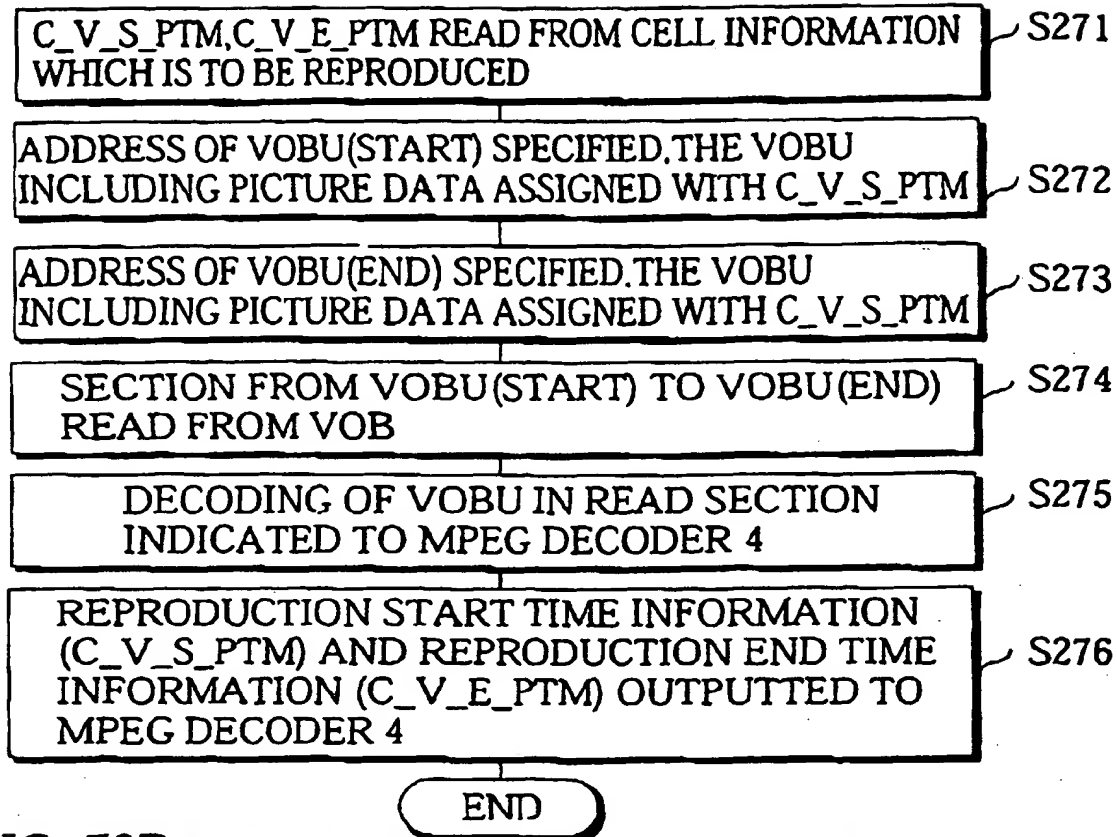 C_V_S_PTM,C_V_E_PTM READ FROM CELL INFORMATION
WHICH IS TO BE REPRODUCED
S271
ADDRESS OF VOBU(START) SPECIFIED.THE VOBU
INCLUDING PICTURE DATA ASSIGNED WITH C_V_S_PTM
S272
ADDRESS OF VOBU(END) SPECIFIED.THE VOBU
INCLUDING PICTURE DATA ASSIGNED WITH C_V_S_PTM
S273
SECTION FROM VOBU(START) TO VOBU(END)
READ FROM VOB
S274
DECODING OF VOBU IN READ SECTION
INDICATED TO MPEG DECODER 4
S275
REPRODUCTION START TIME INFORMATION
(C_V_S_PTM) AND REPRODUCTION END TIME
INFORMATION (C_V_E_PTM) OUTPUTTED TO
MPEG DECODER 4
S276
END